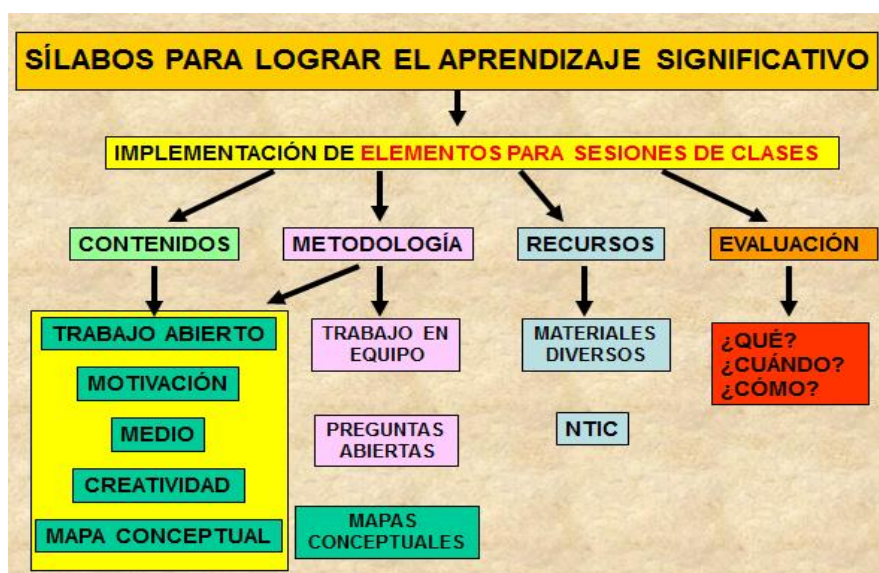 SÍLABOS PARA LOGRAR EL APRENDIZAJE SIGNIFICATIVO
IMPLEMENTACIÓN DE ELEMENTOS PARA SESIONES DE CLASES
CONTENIDOS
METODOLOGÍA
RECURSOS
EVALUACIÓN
TRABAJO ABIERTO
MOTIVACIÓN
MEDIO
CREATIVIDAD
MAPA CONCEPTUAL
TRABAJO EN
EQUIPO
PREGUNTAS
ABIERTAS
MAPAS
CONCEPTUALES
MATERIALES
DIVERSOS
NTIC
¿QUÉ?
¿CUÁNDO?
¿CÓMO?